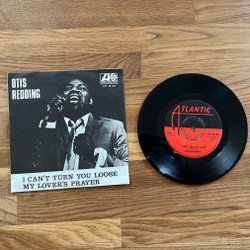 OTIS
REDDING
I CAN'T TURN YOU LOOSE
MY LOVER'S PRAYER
ATLANTIC